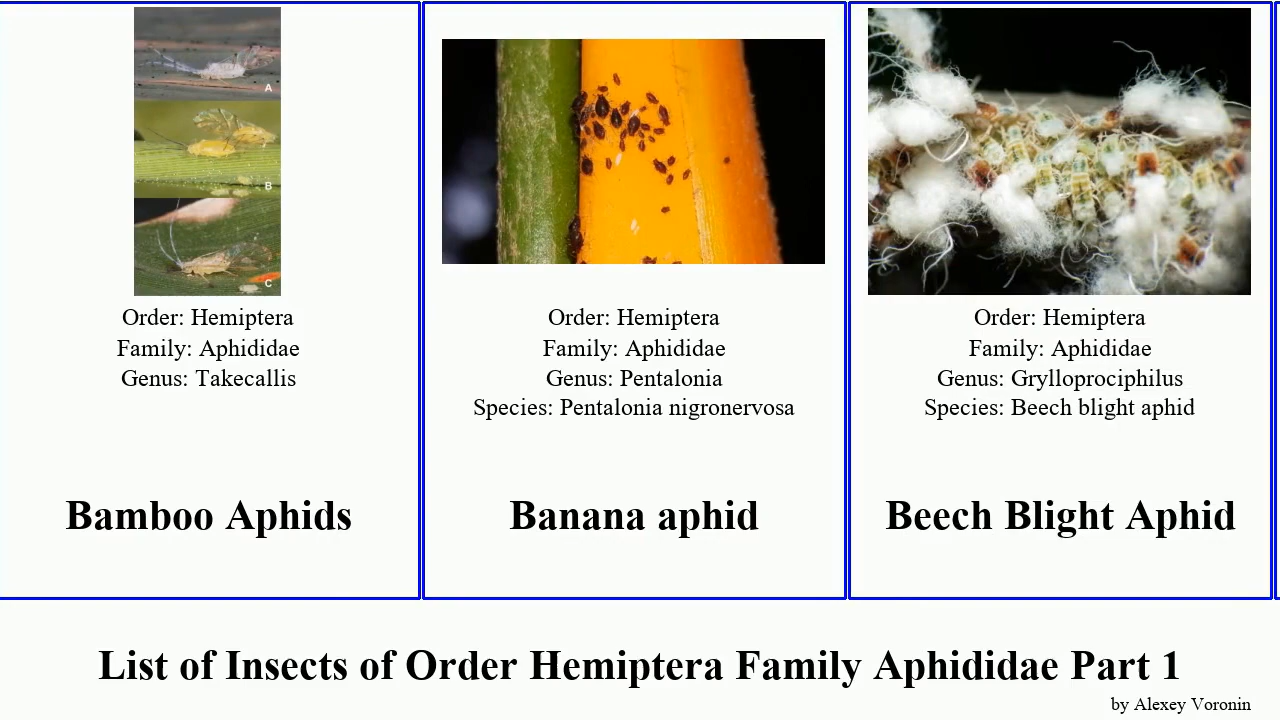 A
B
C
Order: Hemiptera
Family: Aphididae
Genus: Takecallis
Bamboo Aphids
Order: Hemiptera
Family: Aphididae
Genus: Pentalonia
Species: Pentalonia nigronervosa
Banana aphid
Order: Hemiptera
Family: Aphididae
Genus: Grylloprociphilus
Species: Beech blight aphid
Beech Blight Aphid
List of Insects of Order Hemiptera Family Aphididae Part 1
by Alexey Voronin